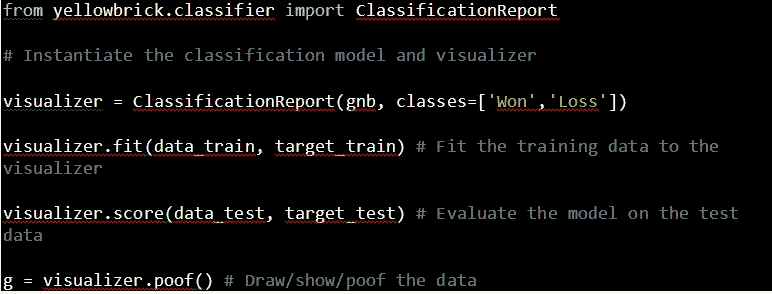 from yellowbrick.classifier import ClassificationReport
# Instantiate the classification model and visualizer
visualizer = ClassificationReport(gnb, classes=['Won','Loss'])
visualizer.fit(data_train, target_train) # Fit the training data to the
visualizer
visualizer.score(data_test, target_test) # Evaluate the model on the test
data
g = visualizer.poof() # Draw/show/poof the data